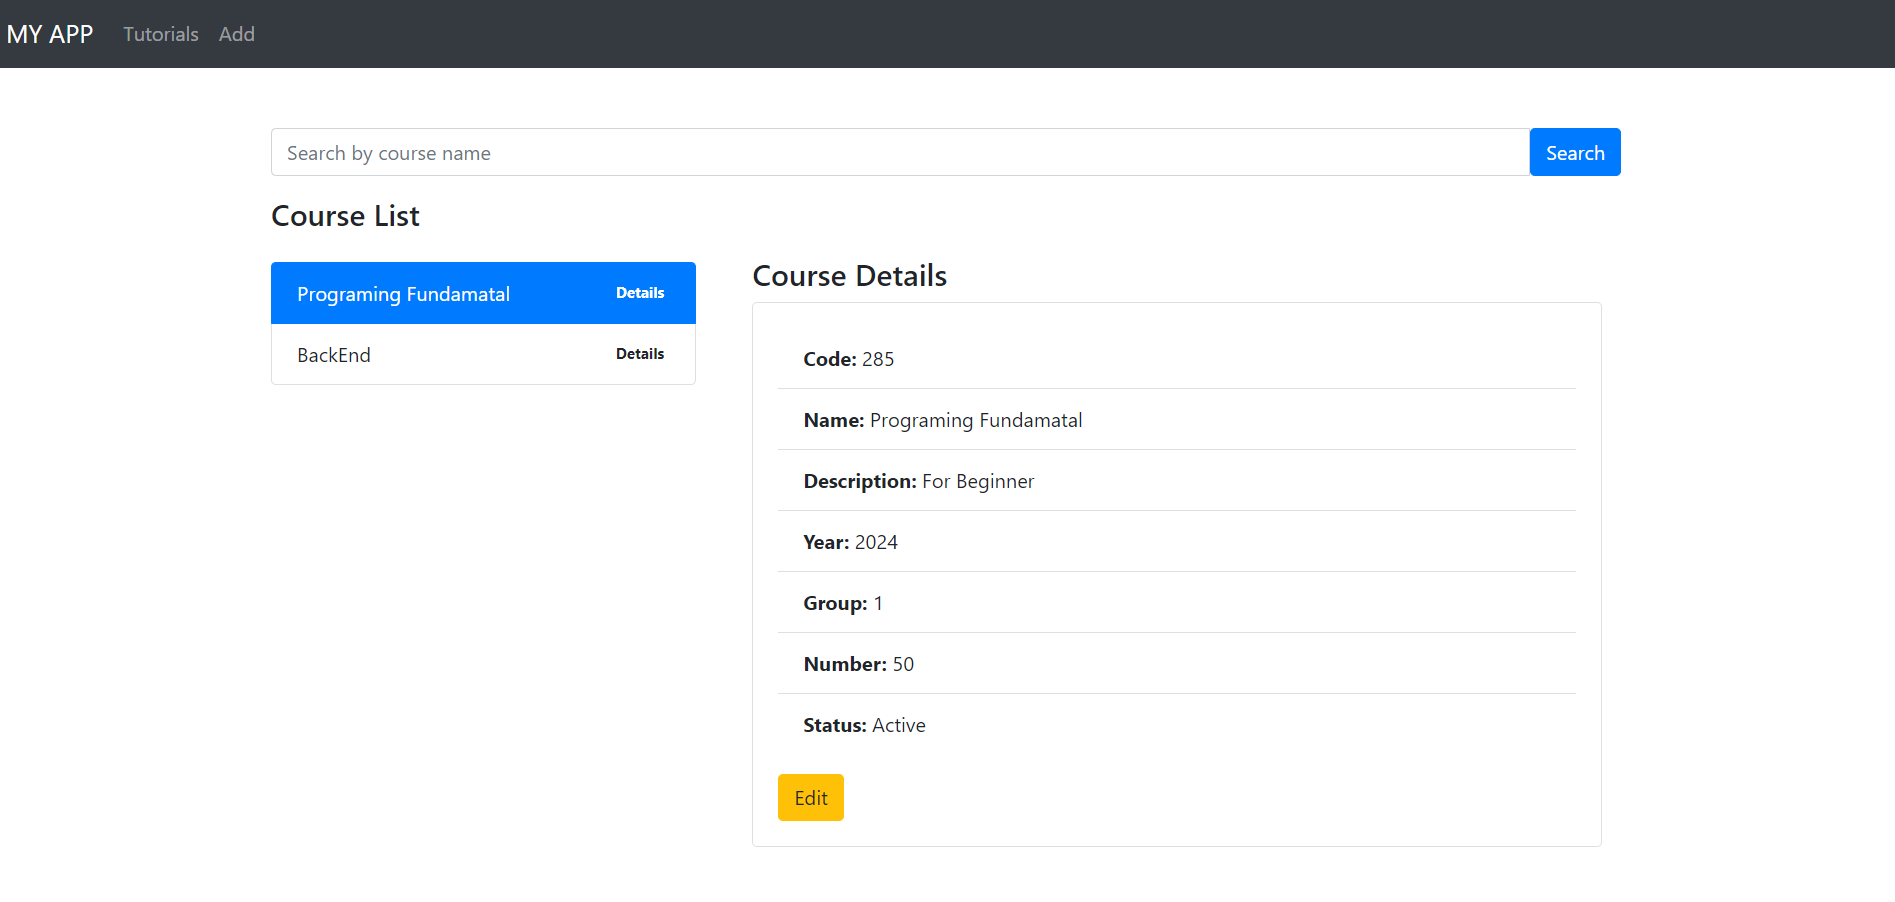 MY APP Tutorials Add
Search by course name Search
Course List
Programing Fundamatal Details
BackEnd Details
Course Details
Code: 285
Name: Programing Fundamatal
Description: For Beginner
Year: 2024
Group: 1
Number: 50
Status: Active
Edit